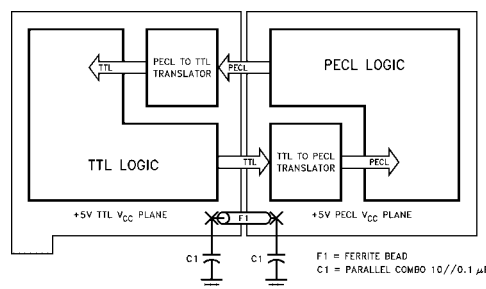 PECL TO TTL
TRANSLATOR
TTL
PECL
PECL LOGIC
TTL LOGIC
TTL
TTL TO PECL
TRANSLATOR
PECL
+5V TTL VCC PLANE
F1
+5V PECL VCC PLANE
C1
C1
F1 = FERRITE BEAD
C1 = PARALLEL COMBO 10//0.1 μF